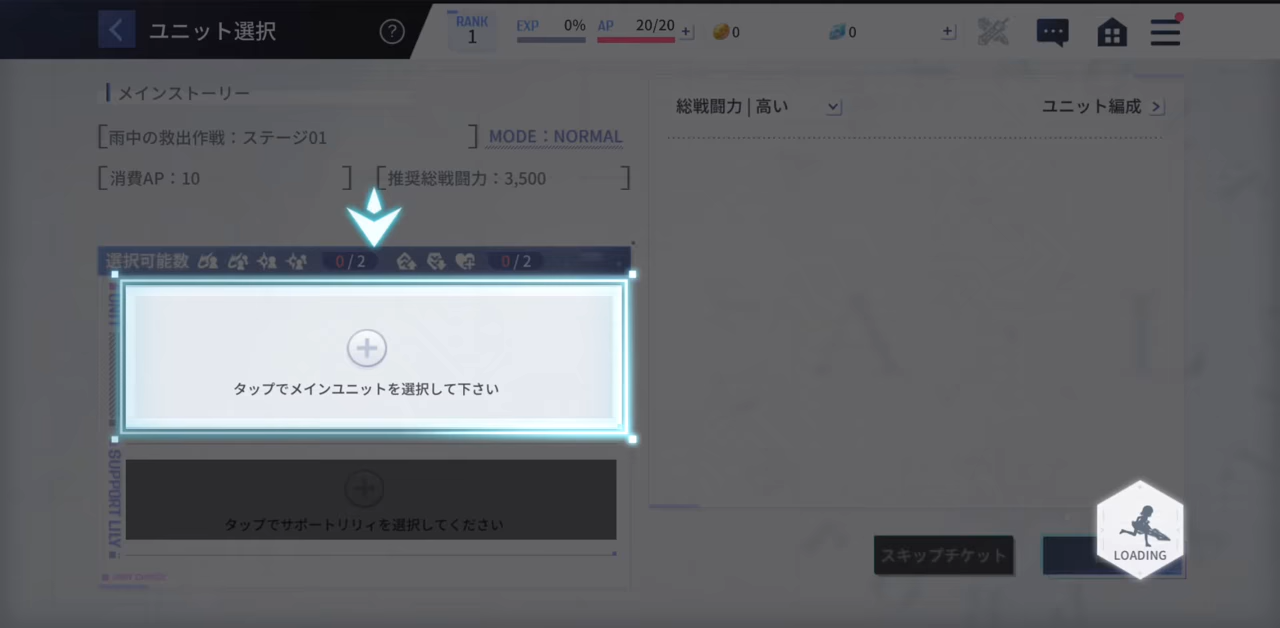 ユニット選択
?
RANK
1
EXP 0%
AP 20/20
0
0
メインストーリー
雨中の救出作戦：ステージ01
MODE：NORMAL
消費AP：10
推奨総戦闘力：3,500
選択可能数 0/2 0/2
UNIT
タップでメインユニットを選択して下さい
SUPPORT LILY
タップでサポートリリィを選択してください
総戦闘力 | 高い
ユニット編成
スキップチケット
LOADING